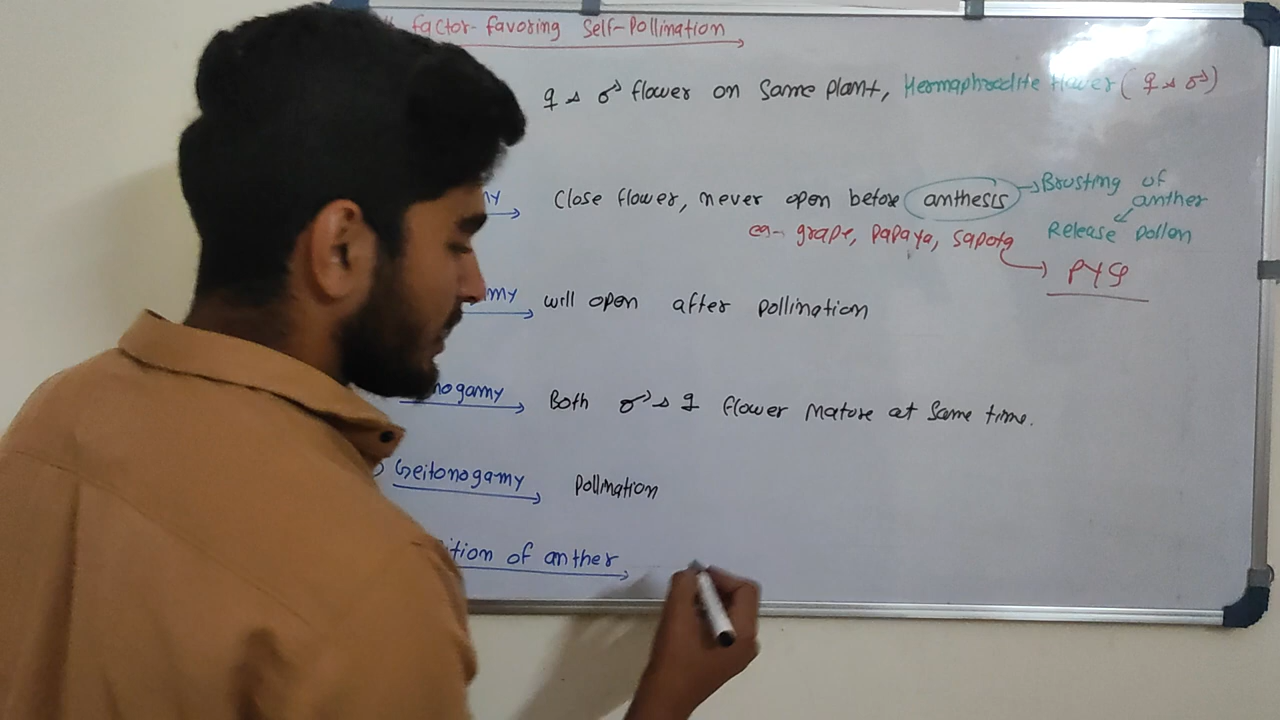 factor favoring Self-Pollination
♀ & ♂ flower on Same plant, Hermaphrodite flower (♀ & ♂)
Close flower, never open before anthesis → Brusting of anther
Release pollen
eg- grape, papaya, sapota → PYQ
will open after pollination
nogamy → Both ♂ & ♀ flower mature at same time.
Geitonogamy → Pollination
ition of anther →